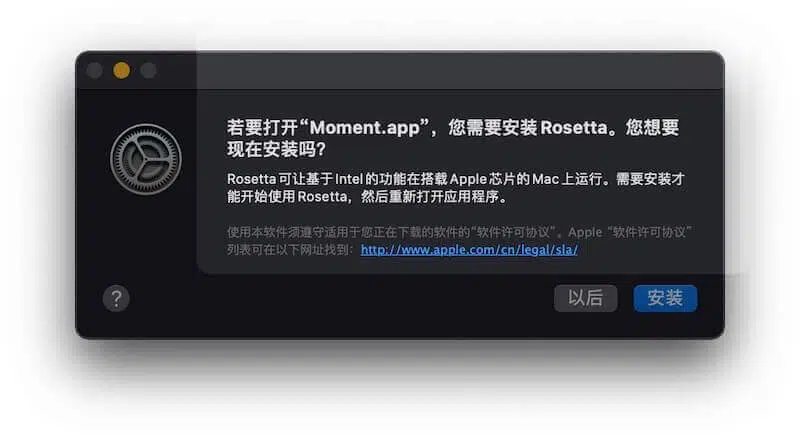 若要打开“Moment.app”，您需要安装 Rosetta。您想要
现在安装吗？
Rosetta 可让基于 Intel 的功能在搭载 Apple 芯片的 Mac 上运行。需要安装才
能开始使用 Rosetta，然后重新打开应用程序。
使用本软件须遵守适用于您正在下载的软件的“软件许可协议”。Apple “软件许可协议”
列表可在以下网址找到：http://www.apple.com/cn/legal/sla/
?
以后
安装